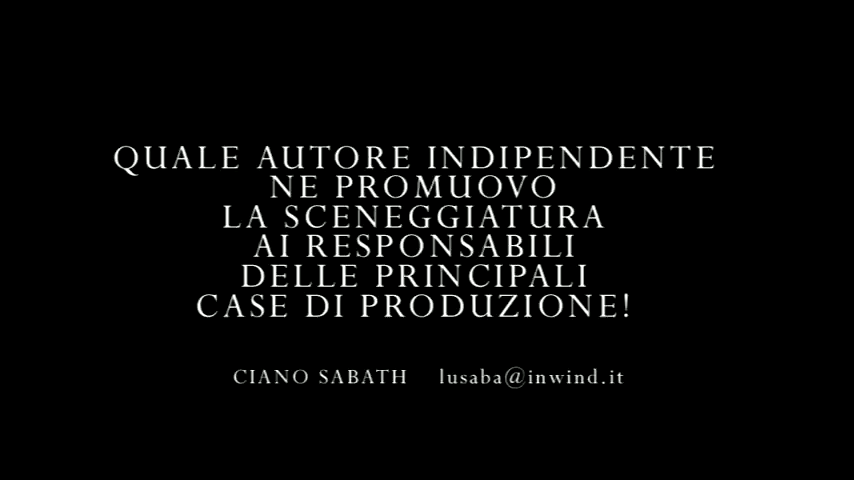 QUALE AUTORE INDIPENDENTE
NE PROMUOVO
LA SCENEGGIATURA
AI RESPONSABILI
DELLE PRINCIPALI
CASE DI PRODUZIONE!
CIANO SABATH lusaba@inwind.it